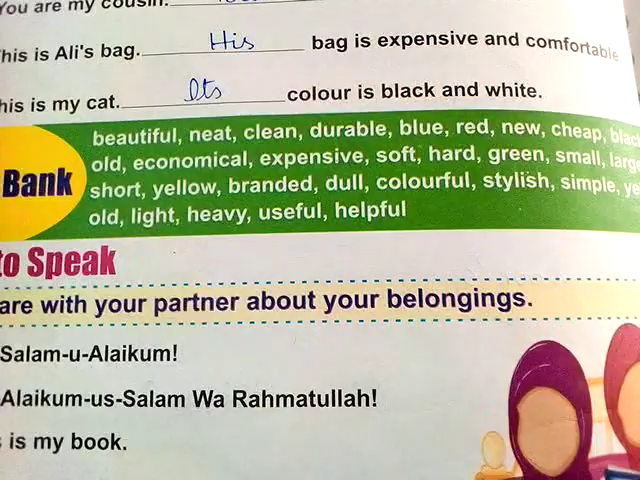 You are my cousin.
his is Ali's bag. His bag is expensive and comfortable
his is my cat. Its colour is black and white.
beautiful, neat, clean, durable, blue, red, new, cheap, blac
old, economical, expensive, soft, hard, green, small, large
Bank short, yellow, branded, dull, colourful, stylish, simple, ye
old, light, heavy, useful, helpful
to Speak
are with your partner about your belongings.
Salam-u-Alaikum!
Alaikum-us-Salam Wa Rahmatullah!
is my book.